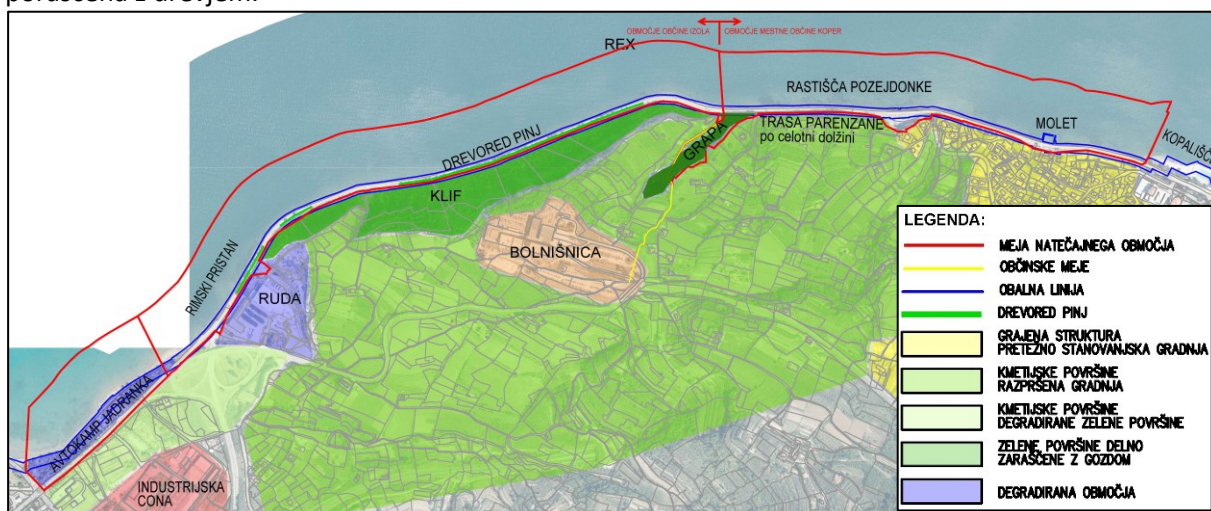 OBMOČJE OBČINE IZOLA
OBMOČJE MESTNE OBČINE KOPER
REX
RASTIŠČA POZEJDONKE
MOLET
KOPALIŠČ
DREVORED PINJ
GRAPA
TRASA PARENZANE
po celotni dolžini
KLIF
BOLNIŠNICA
RIMSKI PRISTAN
RUDA
AVTOKAMP JADRANKA
INDUSTRIJSKA
CONA
LEGENDA:
MEJA NATEČAJNEGA OBMOČJA
OBČINSKE MEJE
OBALNA LINIJA
DREVORED PINJ
GRAJENA STRUKTURA
PRETEŽNO STANOVANJSKA GRADNJA
KMETIJSKE POVRŠINE
RAZPRŠENA GRADNJA
KMETIJSKE POVRŠINE
DEGRADIRANE ZELENE POVRŠINE
ZELENE POVRŠINE DELNO
ZARAŠČENE Z GOZDOM
DEGRADIRANA OBMOČJA